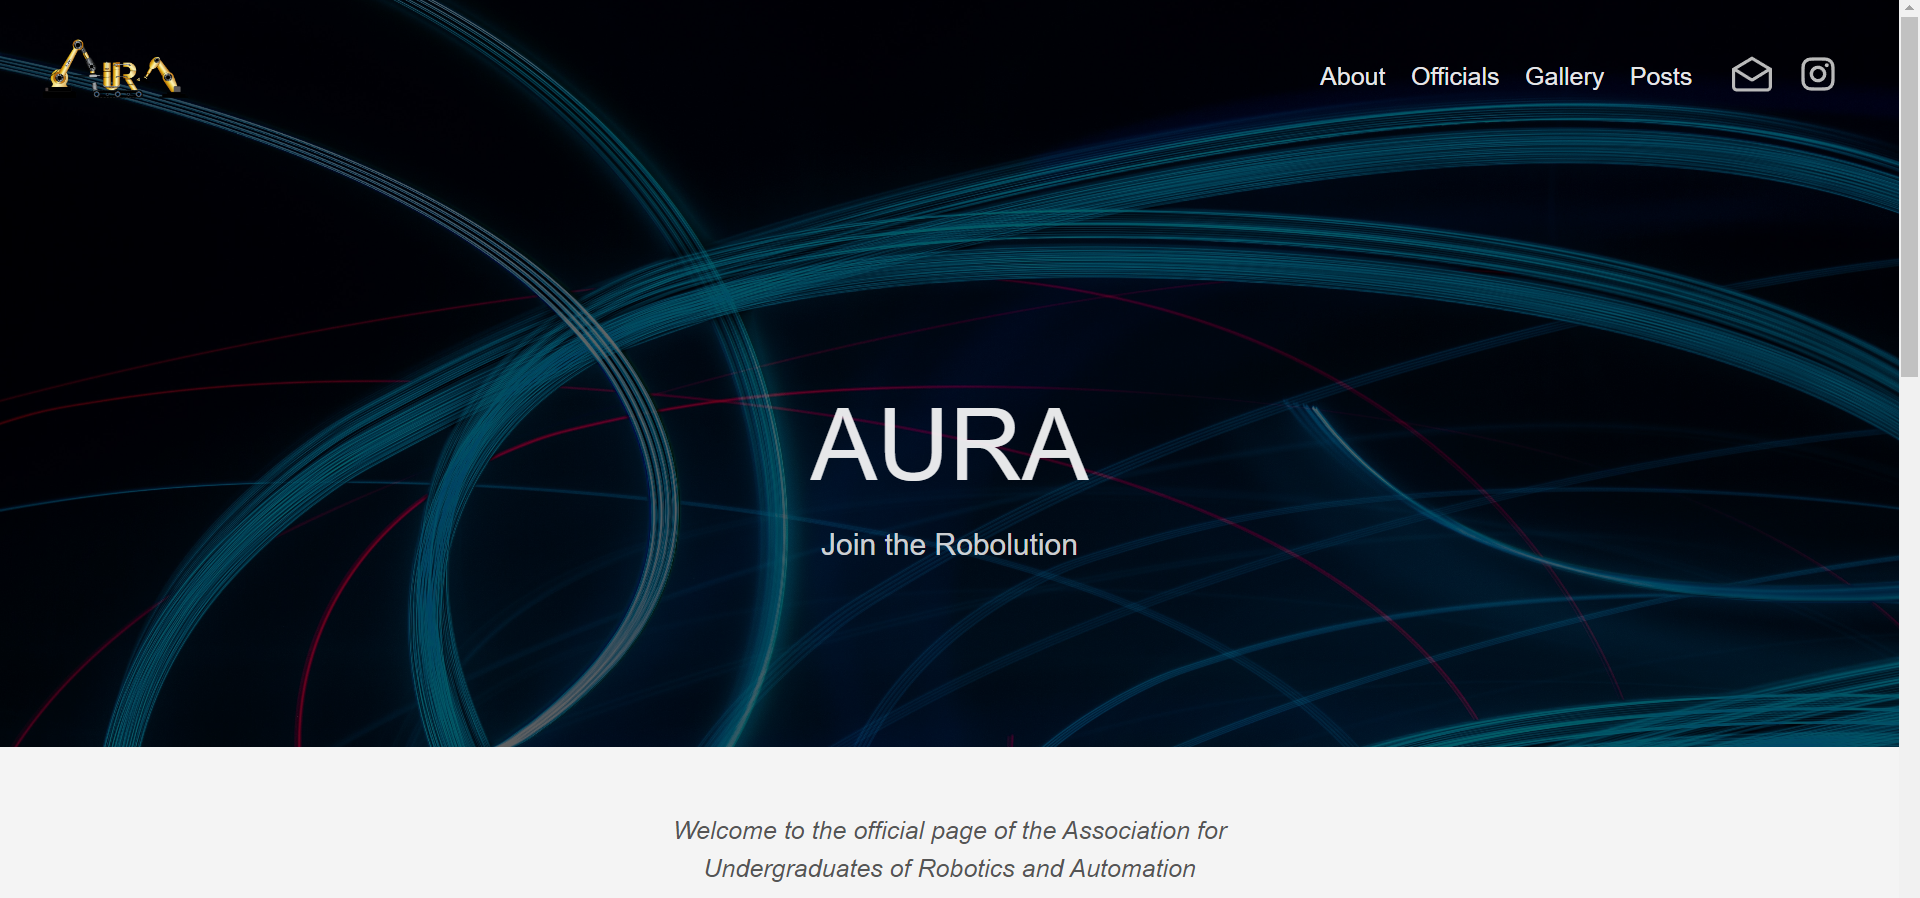 AURA
About Officials Gallery Posts
AURA
Join the Robolution
Welcome to the official page of the Association for
Undergraduates of Robotics and Automation